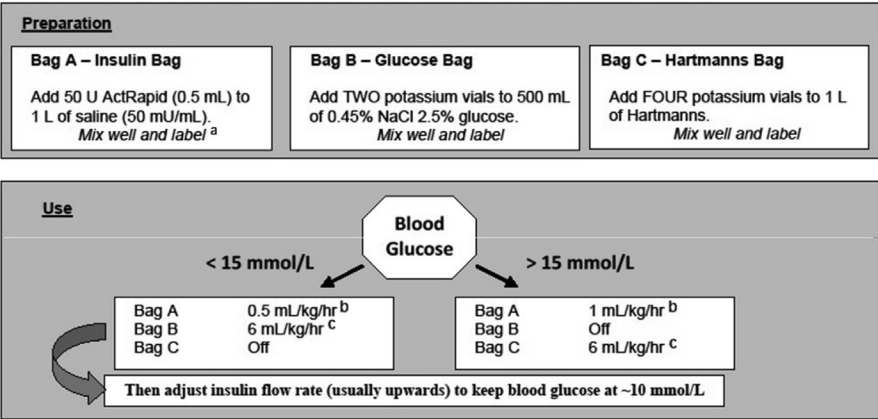 Preparation
Bag A – Insulin Bag
Add 50 U ActRapid (0.5 mL) to
1 L of saline (50 mU/mL).
Mix well and label a
Bag B – Glucose Bag
Add TWO potassium vials to 500 mL
of 0.45% NaCl 2.5% glucose.
Mix well and label
Bag C – Hartmanns Bag
Add FOUR potassium vials to 1 L
of Hartmanns.
Mix well and label
Use
Blood
Glucose
< 15 mmol/L
> 15 mmol/L
Bag A 0.5 mL/kg/hr b
Bag B 6 mL/kg/hr c
Bag C Off
Bag A 1 mL/kg/hr b
Bag B Off
Bag C 6 mL/kg/hr c
Then adjust insulin flow rate (usually upwards) to keep blood glucose at ~10 mmol/L